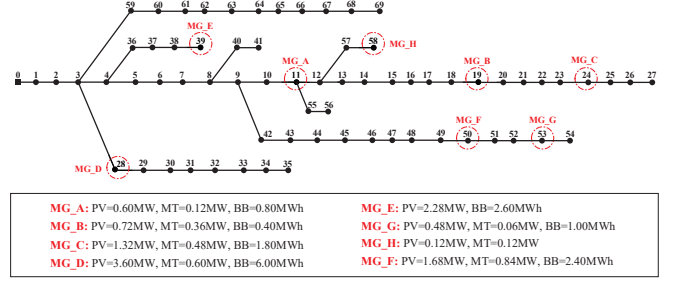 59 60 61 62 63 64 65 66 67 68 69
MG_E
36 37 38 39 40 41 57 58 MG_H
MG_A MG_B MG_C
0 1 2 3 4 5 6 7 8 9 10 11 12 13 14 15 16 17 18 19 20 21 22 23 24 25 26 27
55 56
MG_F MG_G
42 43 44 45 46 47 48 49 50 51 52 53 54
MG_D 28 29 30 31 32 33 34 35
MG_A: PV=0.60MW, MT=0.12MW, BB=0.80MWh
MG_B: PV=0.72MW, MT=0.36MW, BB=0.40MWh
MG_C: PV=1.32MW, MT=0.48MW, BB=1.80MWh
MG_D: PV=3.60MW, MT=0.60MW, BB=6.00MWh
MG_E: PV=2.28MW, BB=2.60MWh
MG_G: PV=0.48MW, MT=0.06MW, BB=1.00MWh
MG_H: PV=0.12MW, MT=0.12MW
MG_F: PV=1.68MW, MT=0.84MW, BB=2.40MWh